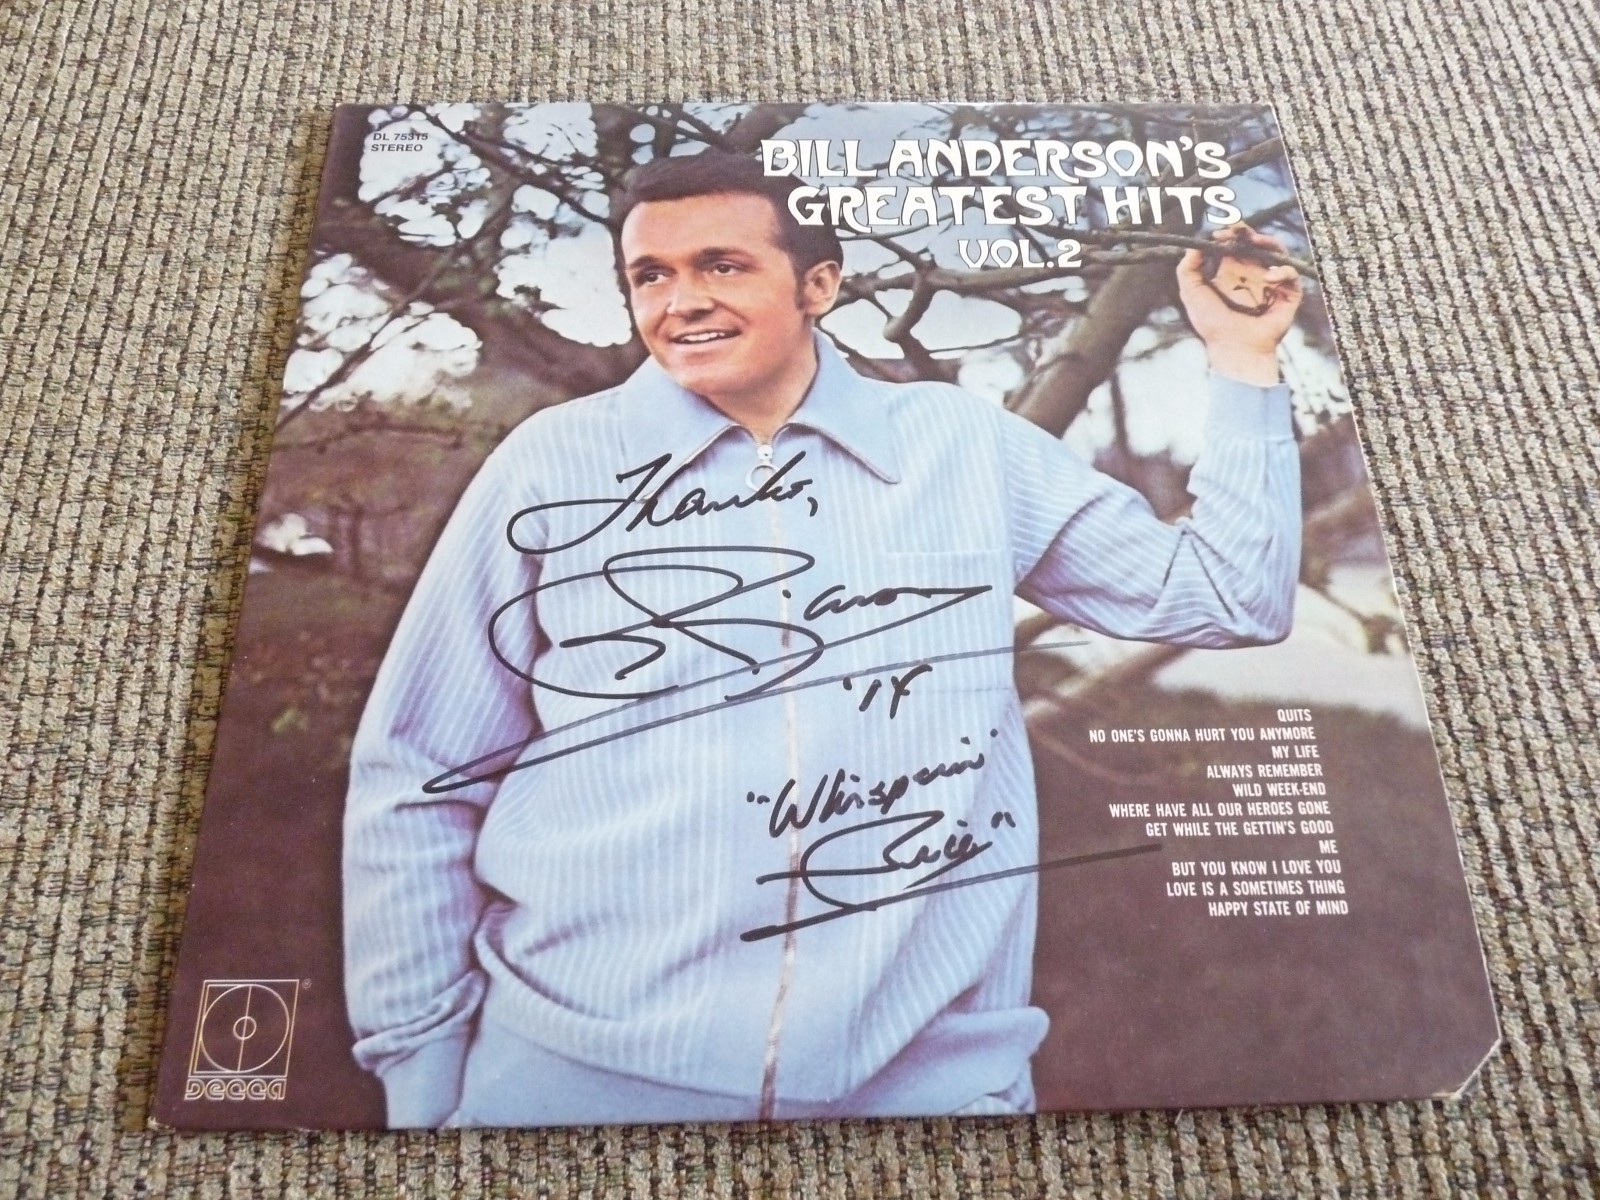 DL 75315
STEREO
BILL ANDERSON'S
GREATEST HITS
VOL.2
Thanks,
'14
"Whisperin'
Bill"
QUITS
NO ONE'S GONNA HURT YOU ANYMORE
MY LIFE
ALWAYS REMEMBER
WILD WEEK-END
WHERE HAVE ALL OUR HEROES GONE
GET WHILE THE GETTIN'S GOOD
ME
BUT YOU KNOW I LOVE YOU
LOVE IS A SOMETIMES THING
HAPPY STATE OF MIND
DECCA